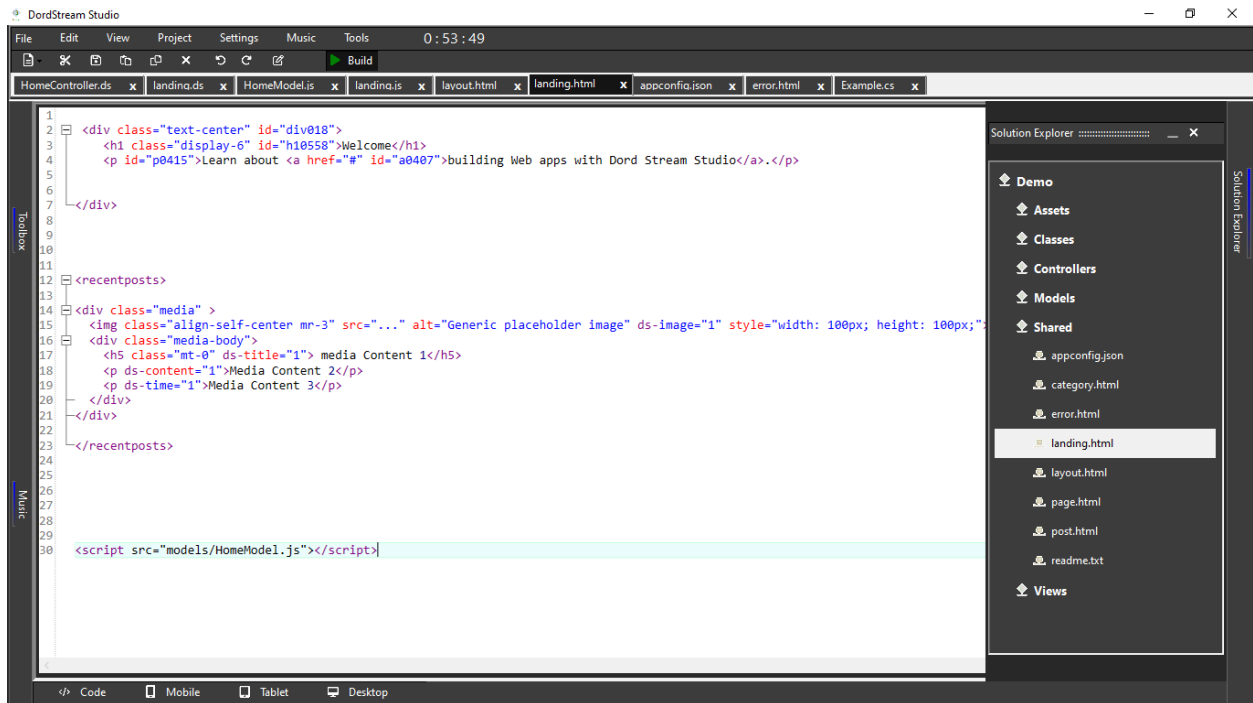 DordStream Studio
File Edit View Project Settings Music Tools 0:53:49
Build
HomeController.ds x landing.ds x HomeModel.js x landing.js x layout.html x landing.html x appconfig.json x error.html x Example.cs x
1
2 <div class="text-center" id="div018">
3 <h1 class="display-6" id="h10558">Welcome</h1>
4 <p id="p0415">Learn about <a href="#" id="a0407">building Web apps with Dord Stream Studio</a>.</p>
5
6
7 </div>
8
9
10
11
12 <recentposts>
13
14 <div class="media" >
15 <img class="align-self-center mr-3" src="..." alt="Generic placeholder image" ds-image="1" style="width: 100px; height: 100px;">
16 <div class="media-body">
17 <h5 class="mt-0" ds-title="1"> media Content 1</h5>
18 <p ds-content="1">Media Content 2</p>
19 <p ds-time="1">Media Content 3</p>
20 </div>
21 </div>
22
23 </recentposts>
24
25
26
27
28
29
30 <script src="models/HomeModel.js"></script>
Toolbox
Music
Solution Explorer
Demo
Assets
Classes
Controllers
Models
Shared
appconfig.json
category.html
error.html
landing.html
layout.html
page.html
post.html
readme.txt
Views
Solution Explorer
Code Mobile Tablet Desktop